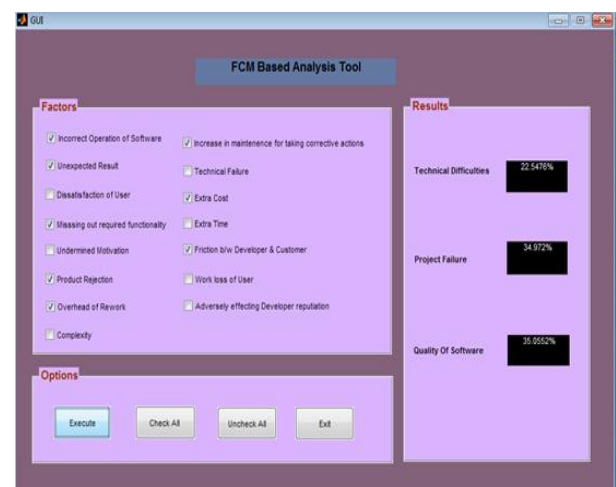 GUI
FCM Based Analysis Tool
Factors
Incorrect Operation of Software
Unexpected Result
Dissatisfaction of User
Missing out required functionality
Undermined Motivation
Product Rejection
Overhead of Rework
Complexity
Increase in maintenence for taking corrective actions
Technical Failure
Extra Cost
Extra Time
Friction b/w Developer & Customer
Work loss of User
Adversely effecting Developer reputation
Results
Technical Difficulties
22.5476%
Project Failure
34.972%
Quality Of Software
35.0552%
Options
Execute
Check All
Uncheck All
Exit